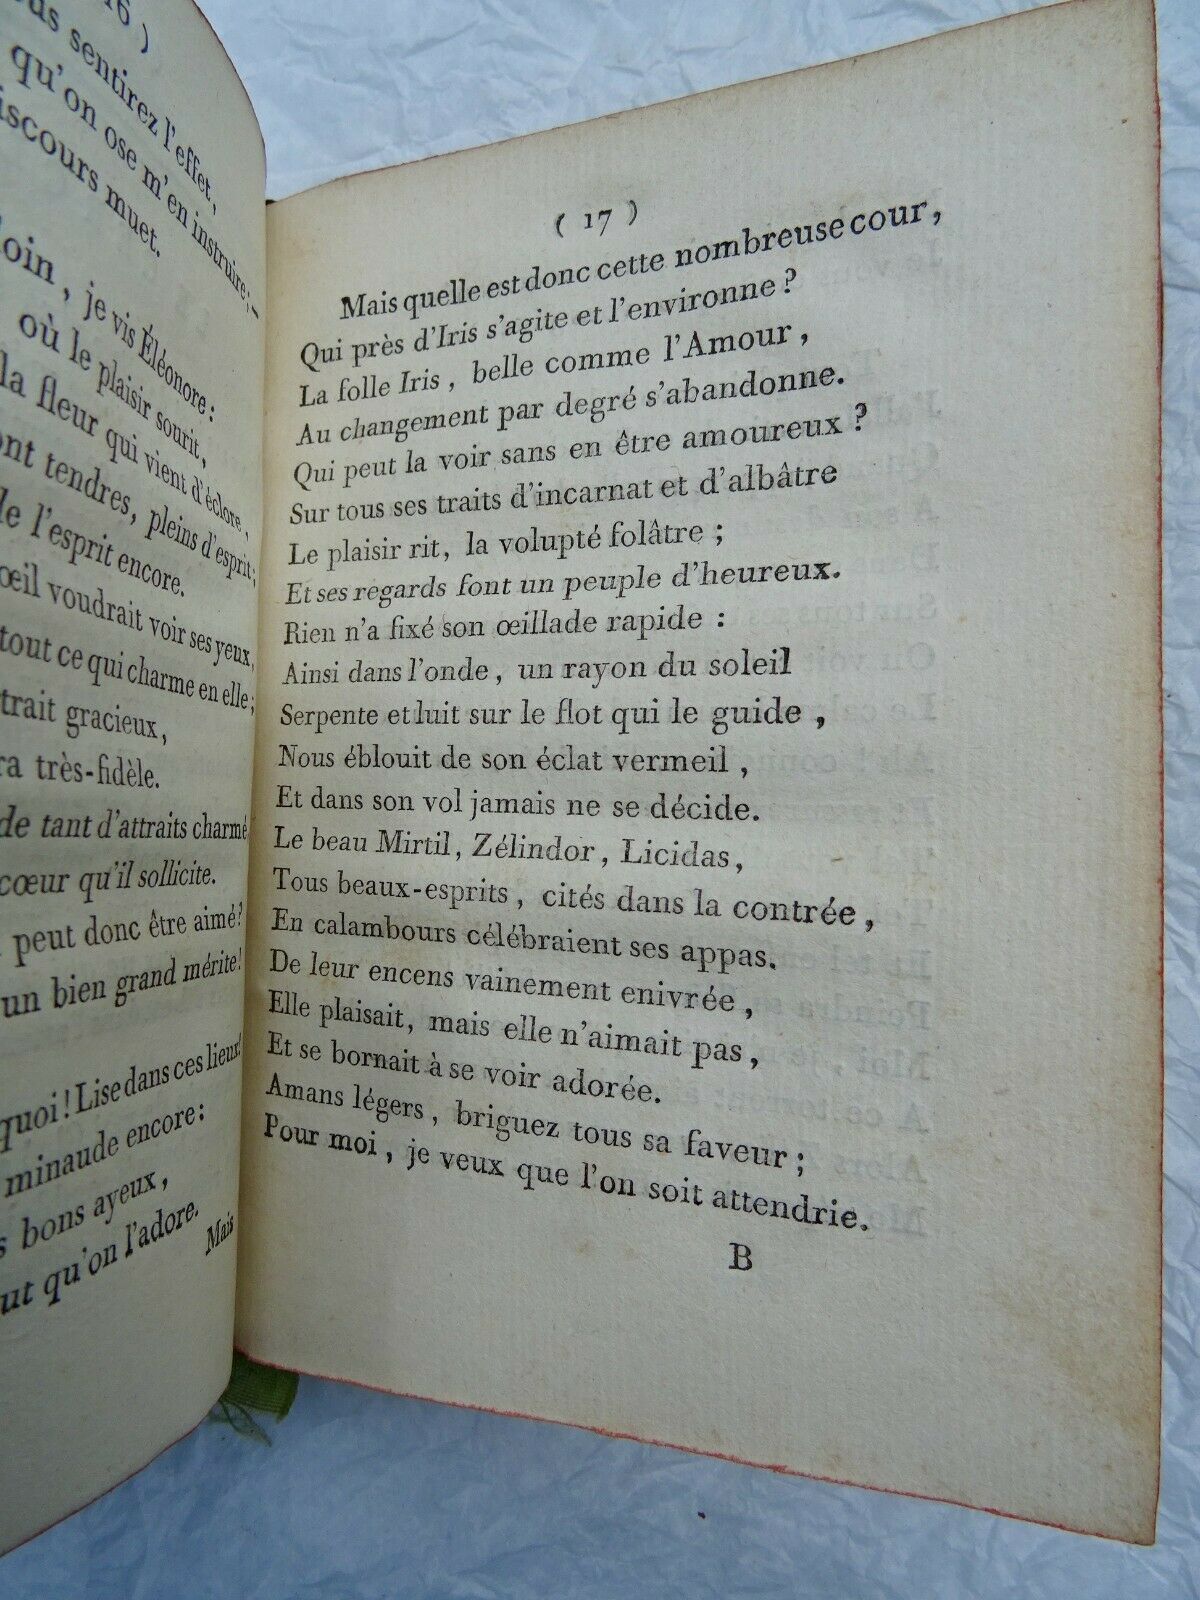 16 )
ous sentirez l'effet,
qu'on ose m'en instruire;
iscours muet.
oin, je vis Éléonore:
où le plaisir sourit,
la fleur qui vient d'éclore,
ont tendres, pleins d'esprit;
de l'esprit encore.
œil voudrait voir ses yeux,
tout ce qui charme en elle;
trait gracieux,
ra très-fidèle.
de tant d'attraits charmé
cœur qu'il sollicite.
peut donc être aimé?
un bien grand mérite!
quoi! Lise dans ces lieux!
minaude encore:
s bons ayeux,
ut qu'on l'adore.
Mais
( 17 )
Mais quelle est donc cette nombreuse cour,
Qui près d'Iris s'agite et l'environne?
La folle Iris, belle comme l'Amour,
Au changement par degré s'abandonne.
Qui peut la voir sans en être amoureux?
Sur tous ses traits d'incarnat et d'albâtre
Le plaisir rit, la volupté folâtre;
Et ses regards font un peuple d'heureux.
Rien n'a fixé son œillade rapide:
Ainsi dans l'onde, un rayon du soleil
Serpente et luit sur le flot qui le guide,
Nous éblouit de son éclat vermeil,
Et dans son vol jamais ne se décide.
Le beau Mirtil, Zélindor, Licidas,
Tous beaux-esprits, cités dans la contrée,
En calambours célébraient ses appas.
De leur encens vainement enivrée,
Elle plaisait, mais elle n'aimait pas,
Et se bornait à se voir adorée.
Amans légers, briguez tous sa faveur;
Pour moi, je veux que l'on soit attendrie.
B